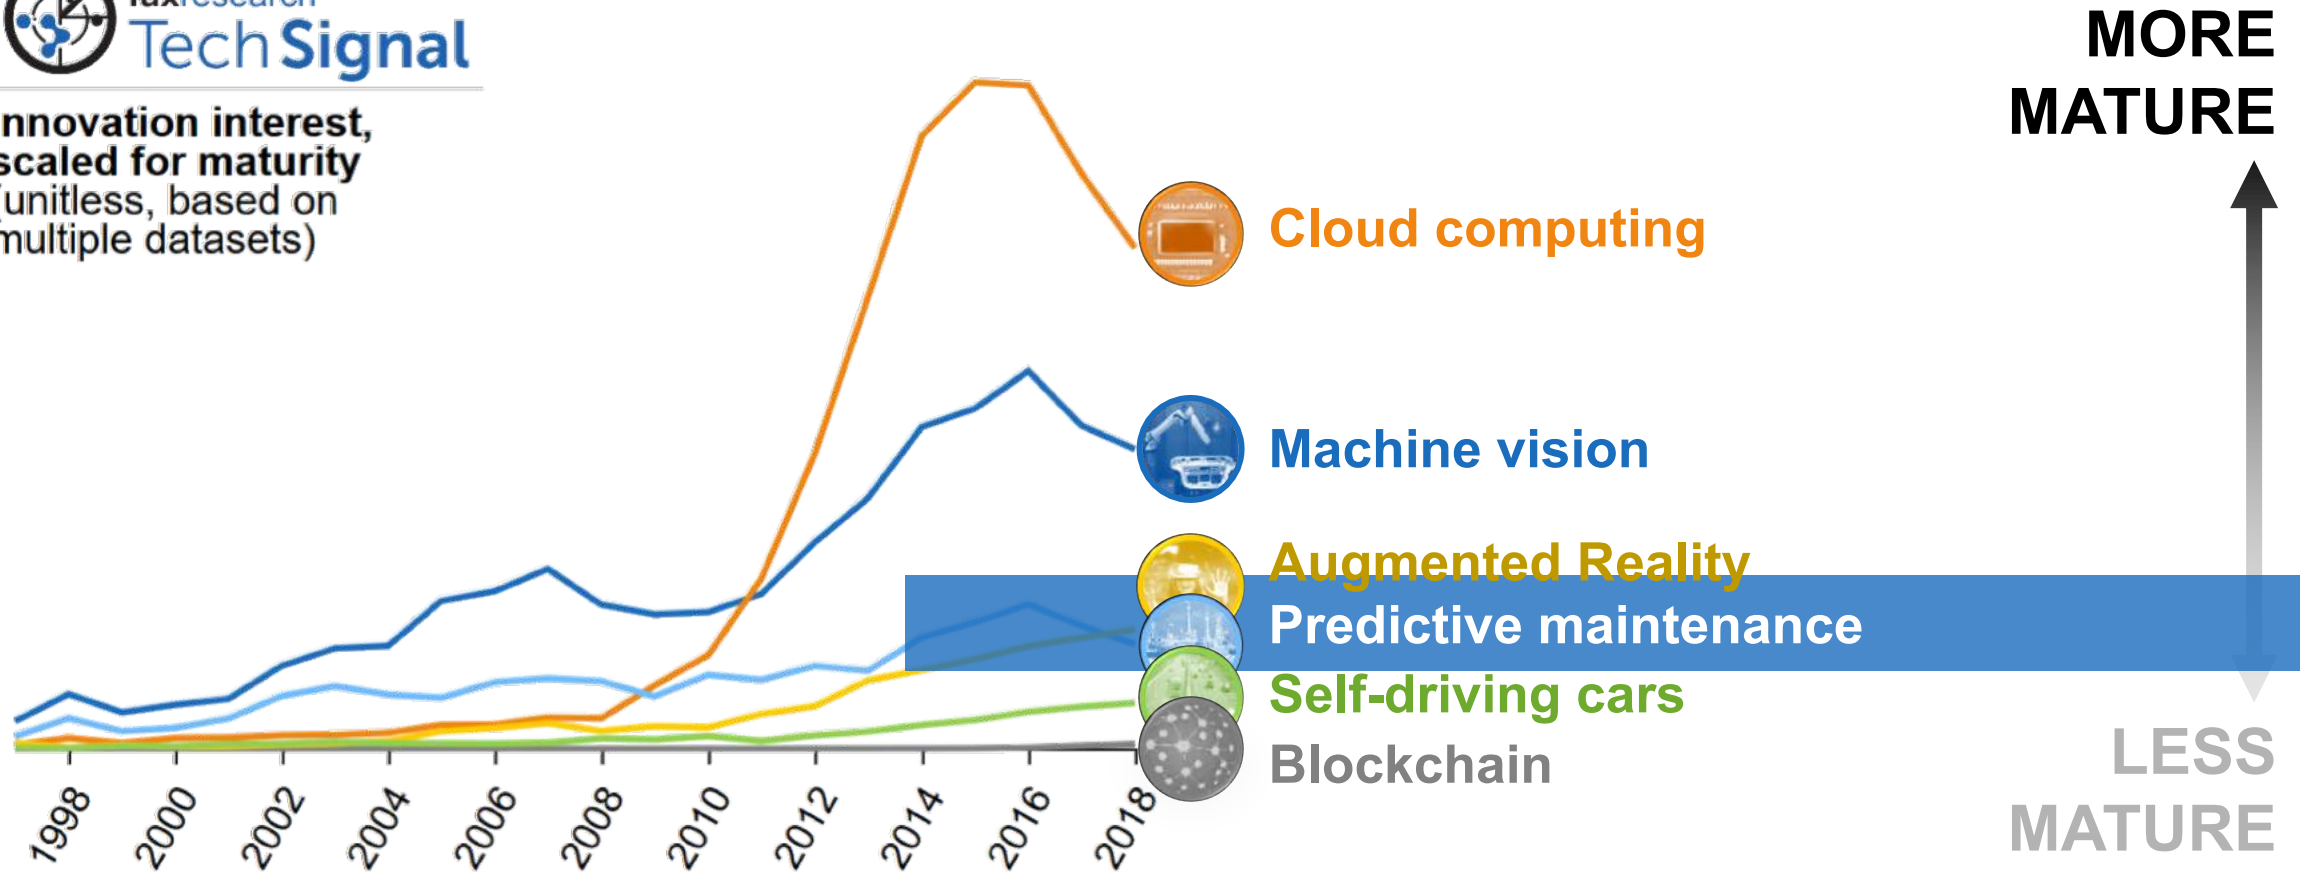 luxresearch
Tech Signal
nnovation interest,
scaled for maturity
(unitless, based on
multiple datasets)
MORE
MATURE
Cloud computing
Machine vision
Augmented Reality
Predictive maintenance
Self-driving cars
Blockchain
LESS
MATURE
1998
2000
2002
2004
2006
2008
2010
2012
2014
2016
2018